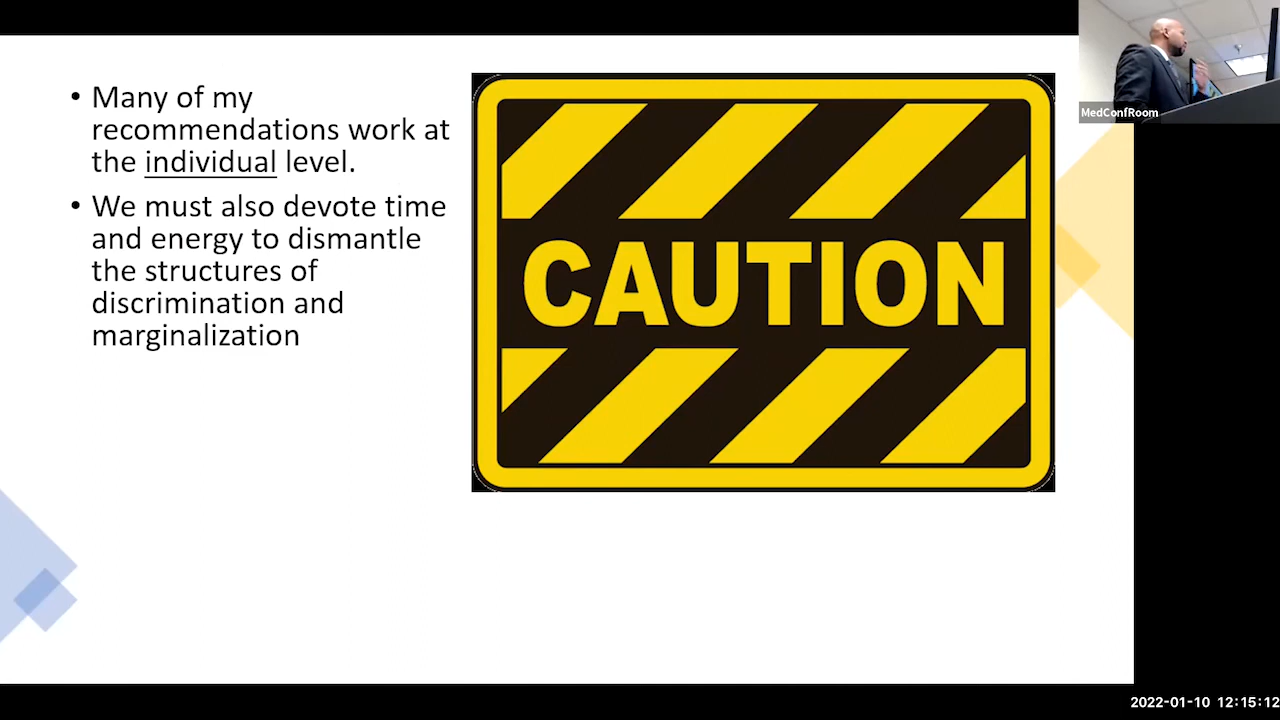 • Many of my
recommendations work at
the individual level.
• We must also devote time
and energy to dismantle
the structures of
discrimination and
marginalization
CAUTION
MedConfRoom
2022-01-10 12:15:12